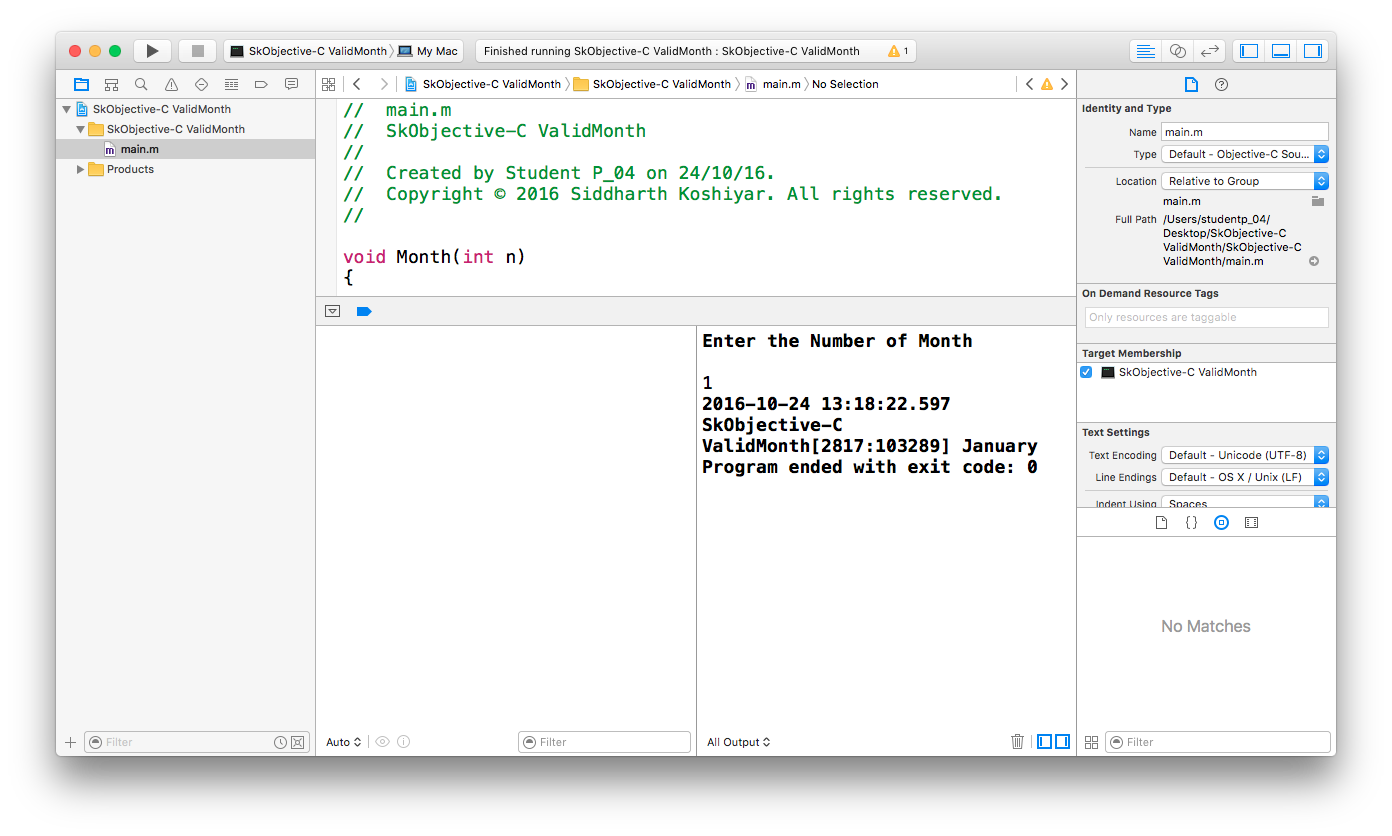 SkObjective-C ValidMonth
My Mac
Finished running SkObjective-C ValidMonth : SkObjective-C ValidMonth
1
SkObjective-C ValidMonth
SkObjective-C ValidMonth
main.m
Products
SkObjective-C ValidMonth
SkObjective-C ValidMonth
main.m
No Selection
// main.m
// SkObjective-C ValidMonth
//
// Created by Student P_04 on 24/10/16.
// Copyright © 2016 Siddharth Koshiyar. All rights reserved.
//
void Month(int n)
{
Enter the Number of Month
1
2016-10-24 13:18:22.597
SkObjective-C
ValidMonth[2817:103289] January
Program ended with exit code: 0
Filter
Auto
Filter
All Output
Identity and Type
Name main.m
Type Default - Objective-C Sou...
Location Relative to Group
main.m
Full Path /Users/studentp_04/
Desktop/SkObjective-C
ValidMonth/SkObjective-C
ValidMonth/main.m
On Demand Resource Tags
Only resources are taggable
Target Membership
SkObjective-C ValidMonth
Text Settings
Text Encoding Default - Unicode (UTF-8)
Line Endings Default - OS X / Unix (LF)
Indent Using Spaces
No Matches
Filter